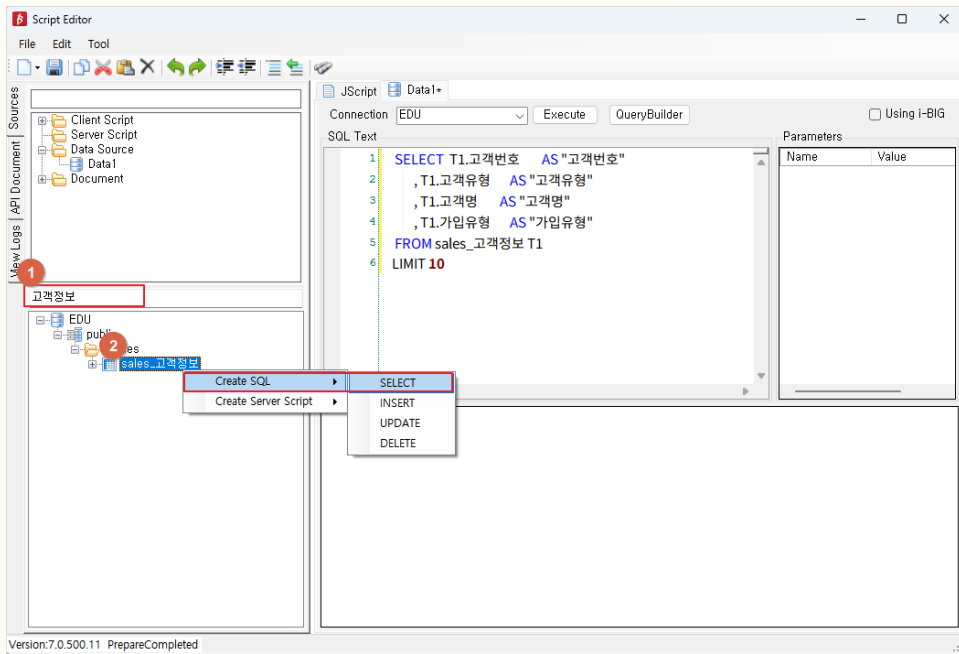 Script Editor
File Edit Tool
Sources
API Document
View Logs
Client Script
Server Script
Data Source
Data1
Document
1
고객정보
EDU
2
sales_고객정보
Create SQL
Create Server Script
SELECT
INSERT
UPDATE
DELETE
JScript Data1*
Connection EDU Execute QueryBuilder Using i-BIG
SQL Text
1 SELECT T1.고객번호 AS "고객번호"
2 , T1.고객유형 AS "고객유형"
3 , T1.고객명 AS "고객명"
4 , T1.가입유형 AS "가입유형"
5 FROM sales_고객정보 T1
6 LIMIT 10
Parameters
Name Value
Version:7.0.500.11 PrepareCompleted